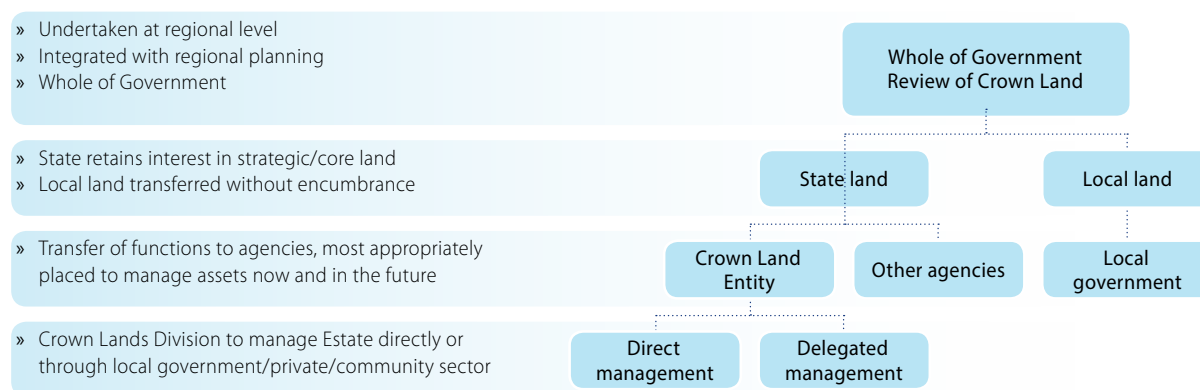 » Undertaken at regional level
» Integrated with regional planning
» Whole of Government
Whole of Government
Review of Crown Land
» State retains interest in strategic/core land
» Local land transferred without encumbrance
State land
Local land
» Transfer of functions to agencies, most appropriately
placed to manage assets now and in the future
Crown Land
Entity
Other agencies
Local
government
» Crown Lands Division to manage Estate directly or
through local government/private/community sector
Direct
management
Delegated
management